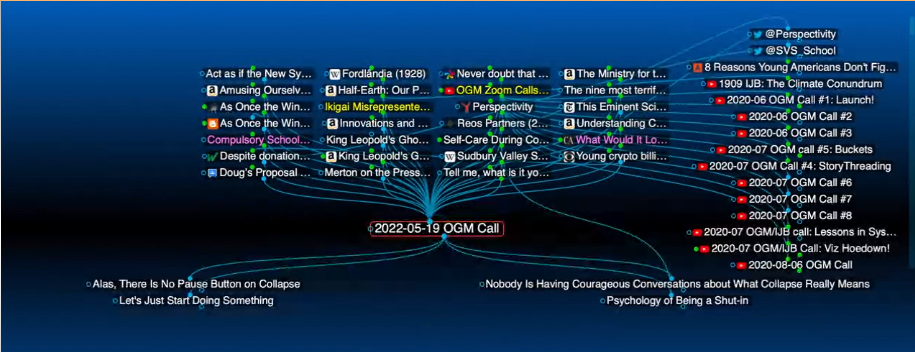 @Perspectivity
@SVS_School
8 Reasons Young Americans Don't Fig...
1909 IJB: The Climate Conundrum
2020-06 OGM Call #1: Launch!
2020-06 OGM Call #2
2020-06 OGM Call #3
2020-07 OGM call #5: Buckets
2020-07 OGM Call #4: StoryThreading
2020-07 OGM Call #6
2020-07 OGM Call #7
2020-07 OGM Call #8
2020-07 OGM/IJB call: Lessons in Sys...
2020-07 OGM/IJB Call: Viz Hoedown!
2020-08-06 OGM Call
Act as if the New Sy...
Amusing Ourselv...
As Once the Win...
As Once the Win...
Compulsory School...
Despite donation...
Doug's Proposal ...
Fordlândia (1928)
Half-Earth: Our P...
Ikigai Misrepresente...
Innovations and ...
King Leopold's Gho...
King Leopold's G...
Merton on the Press...
Never doubt that ...
OGM Zoom Calls...
Perspectivity
Reos Partners (2...
Self-Care During Co...
Sudbury Valley S...
Tell me, what is it yo...
The Ministry for t...
The nine most terrif...
This Eminent Sci...
Understanding C...
What Would It Lo...
Young crypto billi...
2022-05-19 OGM Call
Alas, There Is No Pause Button on Collapse
Let's Just Start Doing Something
Nobody Is Having Courageous Conversations about What Collapse Really Means
Psychology of Being a Shut-in